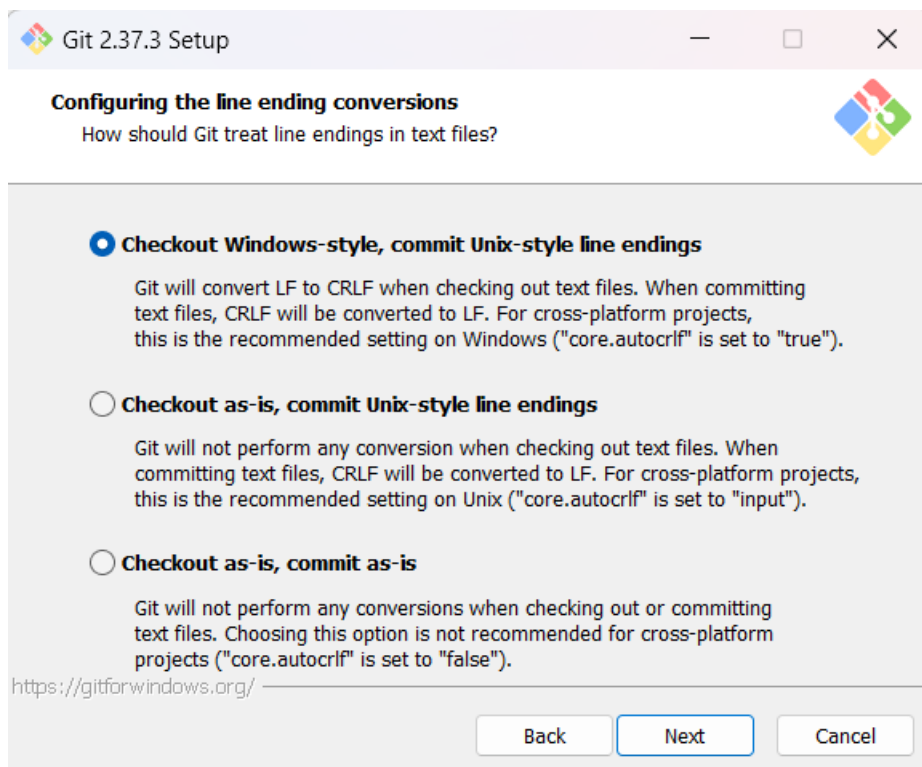 Git 2.37.3 Setup
Configuring the line ending conversions
How should Git treat line endings in text files?
Checkout Windows-style, commit Unix-style line endings
Git will convert LF to CRLF when checking out text files. When committing
text files, CRLF will be converted to LF. For cross-platform projects,
this is the recommended setting on Windows ("core.autocrlf" is set to "true").
Checkout as-is, commit Unix-style line endings
Git will not perform any conversion when checking out text files. When
committing text files, CRLF will be converted to LF. For cross-platform projects,
this is the recommended setting on Unix ("core.autocrlf" is set to "input").
Checkout as-is, commit as-is
Git will not perform any conversions when checking out or committing
text files. Choosing this option is not recommended for cross-platform
projects ("core.autocrlf" is set to "false").
https://gitforwindows.org/
Back Next Cancel